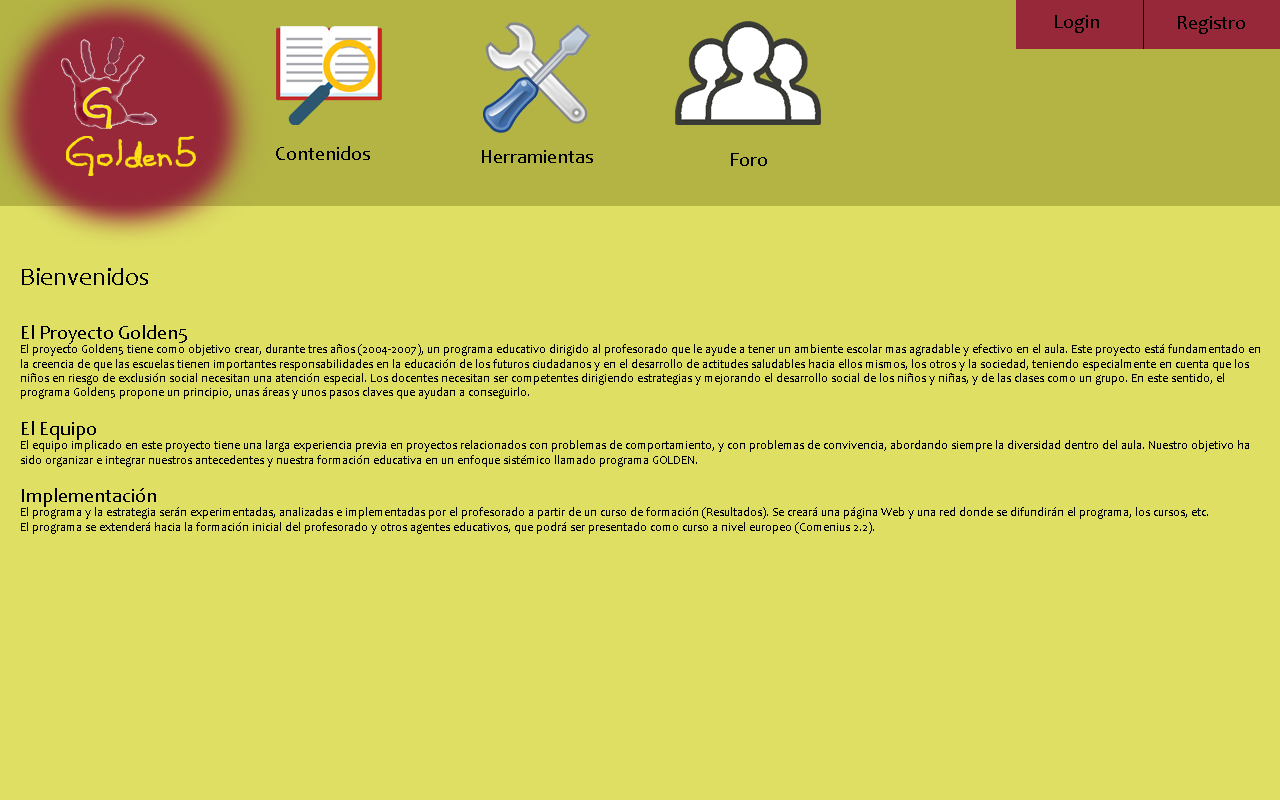 Login
Registro
G
Golden5
Contenidos
Herramientas
Foro
Bienvenidos
El Proyecto Golden5
El proyecto Golden5 tiene como objetivo crear, durante tres años (2004-2007), un programa educativo dirigido al profesorado que le ayude a tener un ambiente escolar mas agradable y efectivo en el aula. Este proyecto está fundamentado en
la creencia de que las escuelas tienen importantes responsabilidades en la educación de los futuros ciudadanos y en el desarrollo de actitudes saludables hacia ellos mismos, los otros y la sociedad, teniendo especialmente en cuenta que los
niños en riesgo de exclusión social necesitan una atención especial. Los docentes necesitan ser competentes dirigiendo estrategias y mejorando el desarrollo social de los niños y niñas, y de las clases como un grupo. En este sentido, el
programa Golden5 propone un principio, unas áreas y unos pasos claves que ayudan a conseguirlo.
El Equipo
El equipo implicado en este proyecto tiene una larga experiencia previa en proyectos relacionados con problemas de comportamiento, y con problemas de convivencia, abordando siempre la diversidad dentro del aula. Nuestro objetivo ha
sido organizar e integrar nuestros antecedentes y nuestra formación educativa en un enfoque sistémico llamado programa GOLDEN.
Implementación
El programa y la estrategia serán experimentadas, analizadas e implementadas por el profesorado a partir de un curso de formación (Resultados). Se creará una página Web y una red donde se difundirán el programa, los cursos, etc.
El programa se extenderá hacia la formación inicial del profesorado y otros agentes educativos, que podrá ser presentado como curso a nivel europeo (Comenius 2.2).